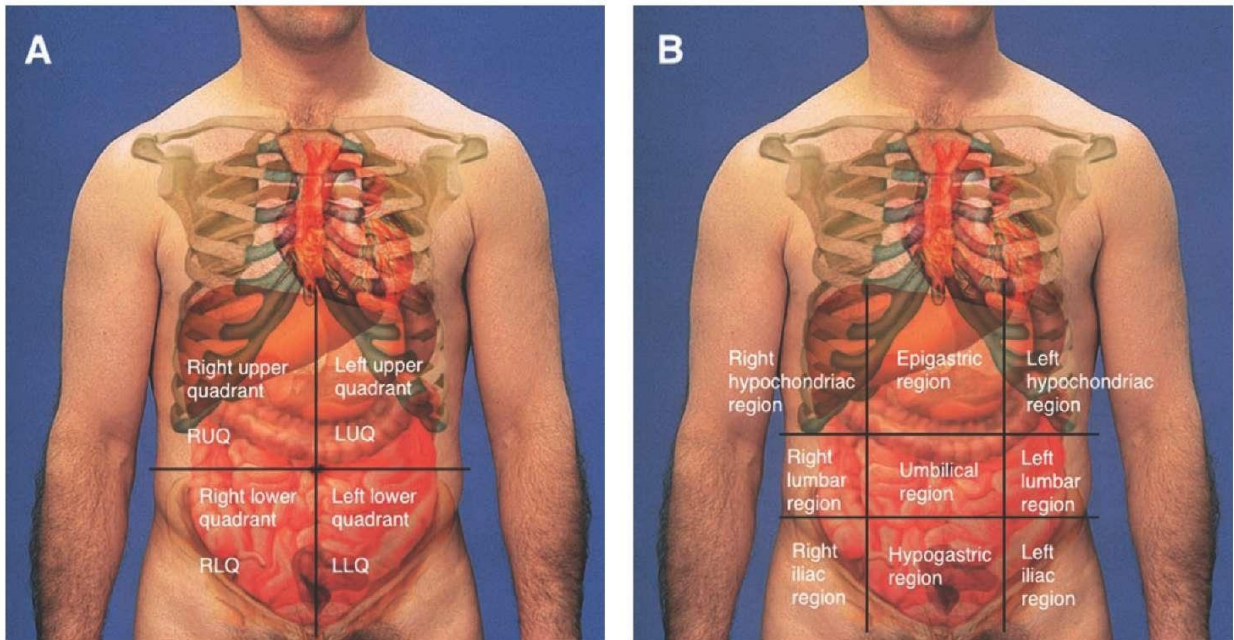 A
Right upper
quadrant
RUQ
Left upper
quadrant
LUQ
Right lower
quadrant
RLQ
Left lower
quadrant
LLQ
B
Right
hypochondriac
region
Epigastric
region
Left
hypochondriac
region
Right
lumbar
region
Umbilical
region
Left
lumbar
region
Right
iliac
region
Hypogastric
region
Left
iliac
region